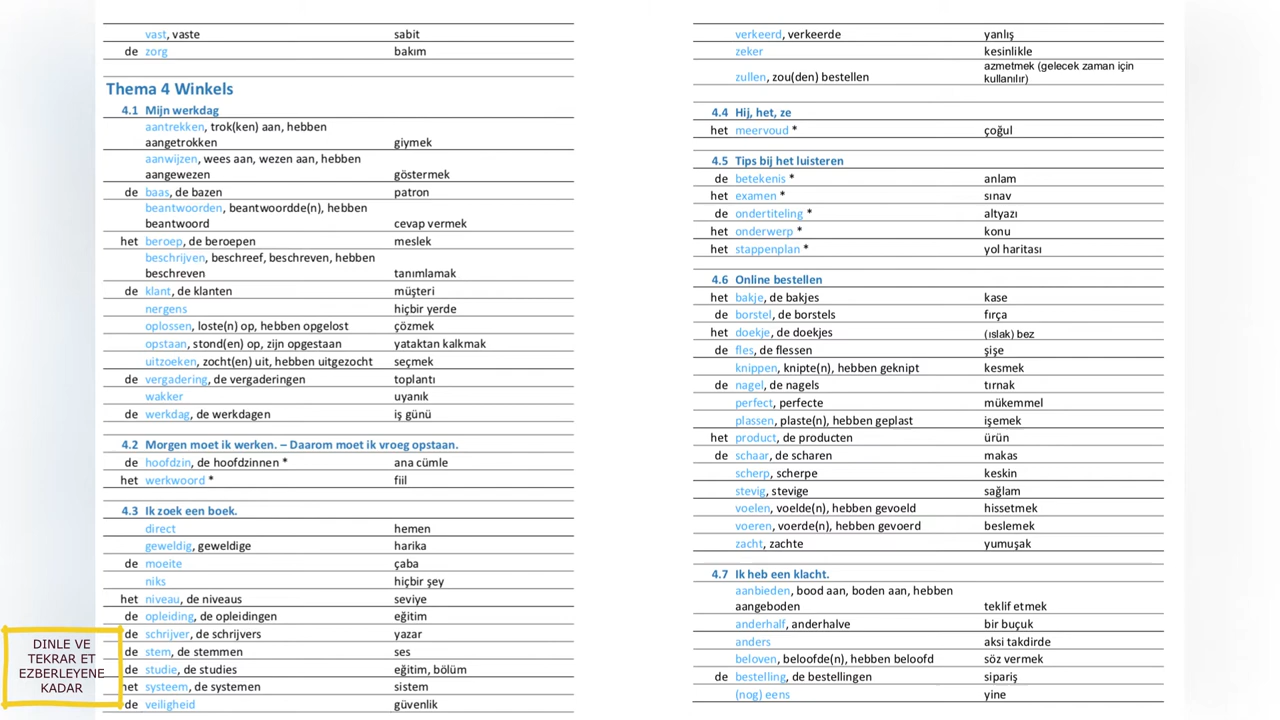 vast, vaste sabit
de zorg bakım
Thema 4 Winkels
4.1 Mijn werkdag
aantrekken, trok(ken) aan, hebben
aangetrokken giymek
aanwijzen, wees aan, wezen aan, hebben
aangewezen göstermek
de baas, de bazen patron
beantwoorden, beantwoordde(n), hebben
beantwoord cevap vermek
het beroep, de beroepen meslek
beschrijven, beschreef, beschreven, hebben
beschreven tanımlamak
de klant, de klanten müşteri
nergens hiçbir yerde
oplossen, loste(n) op, hebben opgelost çözmek
opstaan, stond(en) op, zijn opgestaan yataktan kalkmak
uitzoeken, zocht(en) uit, hebben uitgezocht seçmek
de vergadering, de vergaderingen toplantı
wakker uyanık
de werkdag, de werkdagen iş günü
4.2 Morgen moet ik werken. – Daarom moet ik vroeg opstaan.
de hoofdzin, de hoofdzinnen * ana cümle
het werkwoord * fiil
4.3 Ik zoek een boek.
direct hemen
geweldig, geweldige harika
de moeite çaba
niks hiçbir şey
het niveau, de niveaus seviye
de opleiding, de opleidingen eğitim
de schrijver, de schrijvers yazar
de stem, de stemmen ses
de studie, de studies eğitim, bölüm
het systeem, de systemen sistem
de veiligheid güvenlik
DINLE VE
TEKRAR ET
EZBERLEYENE
KADAR
verkeerd, verkeerde yanlış
zeker kesinlikle
azmetmek (gelecek zaman için
zullen, zou(den) bestellen kullanılır)
4.4 Hij, het, ze
het meervoud * çoğul
4.5 Tips bij het luisteren
de betekenis * anlam
het examen * sınav
de ondertiteling * altyazı
het onderwerp * konu
het stappenplan * yol haritası
4.6 Online bestellen
het bakje, de bakjes kase
de borstel, de borstels fırça
het doekje, de doekjes (ıslak) bez
de fles, de flessen şişe
knippen, knipte(n), hebben geknipt kesmek
de nagel, de nagels tırnak
perfect, perfecte mükemmel
plassen, plaste(n), hebben geplast işemek
het product, de producten ürün
de schaar, de scharen makas
scherp, scherpe keskin
stevig, stevige sağlam
voelen, voelde(n), hebben gevoeld hissetmek
voeren, voerde(n), hebben gevoerd beslemek
zacht, zachte yumuşak
4.7 Ik heb een klacht.
aanbieden, bood aan, boden aan, hebben
aangeboden teklif etmek
anderhalf, anderhalve bir buçuk
anders aksi takdirde
beloven, beloofde(n), hebben beloofd söz vermek
de bestelling, de bestellingen sipariş
(nog) eens yine